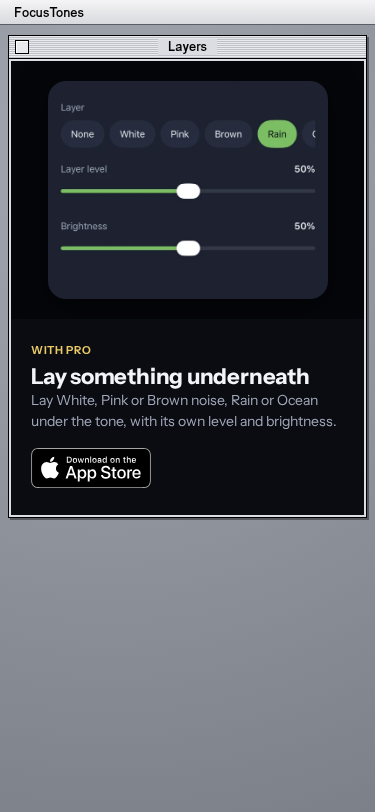 FocusTones
Layers
Layer
None White Pink Brown Rain
Layer level 50%
Brightness 50%
WITH PRO
Lay something underneath
Lay White, Pink or Brown noise, Rain or Ocean
under the tone, with its own level and brightness.
Download on the
App Store